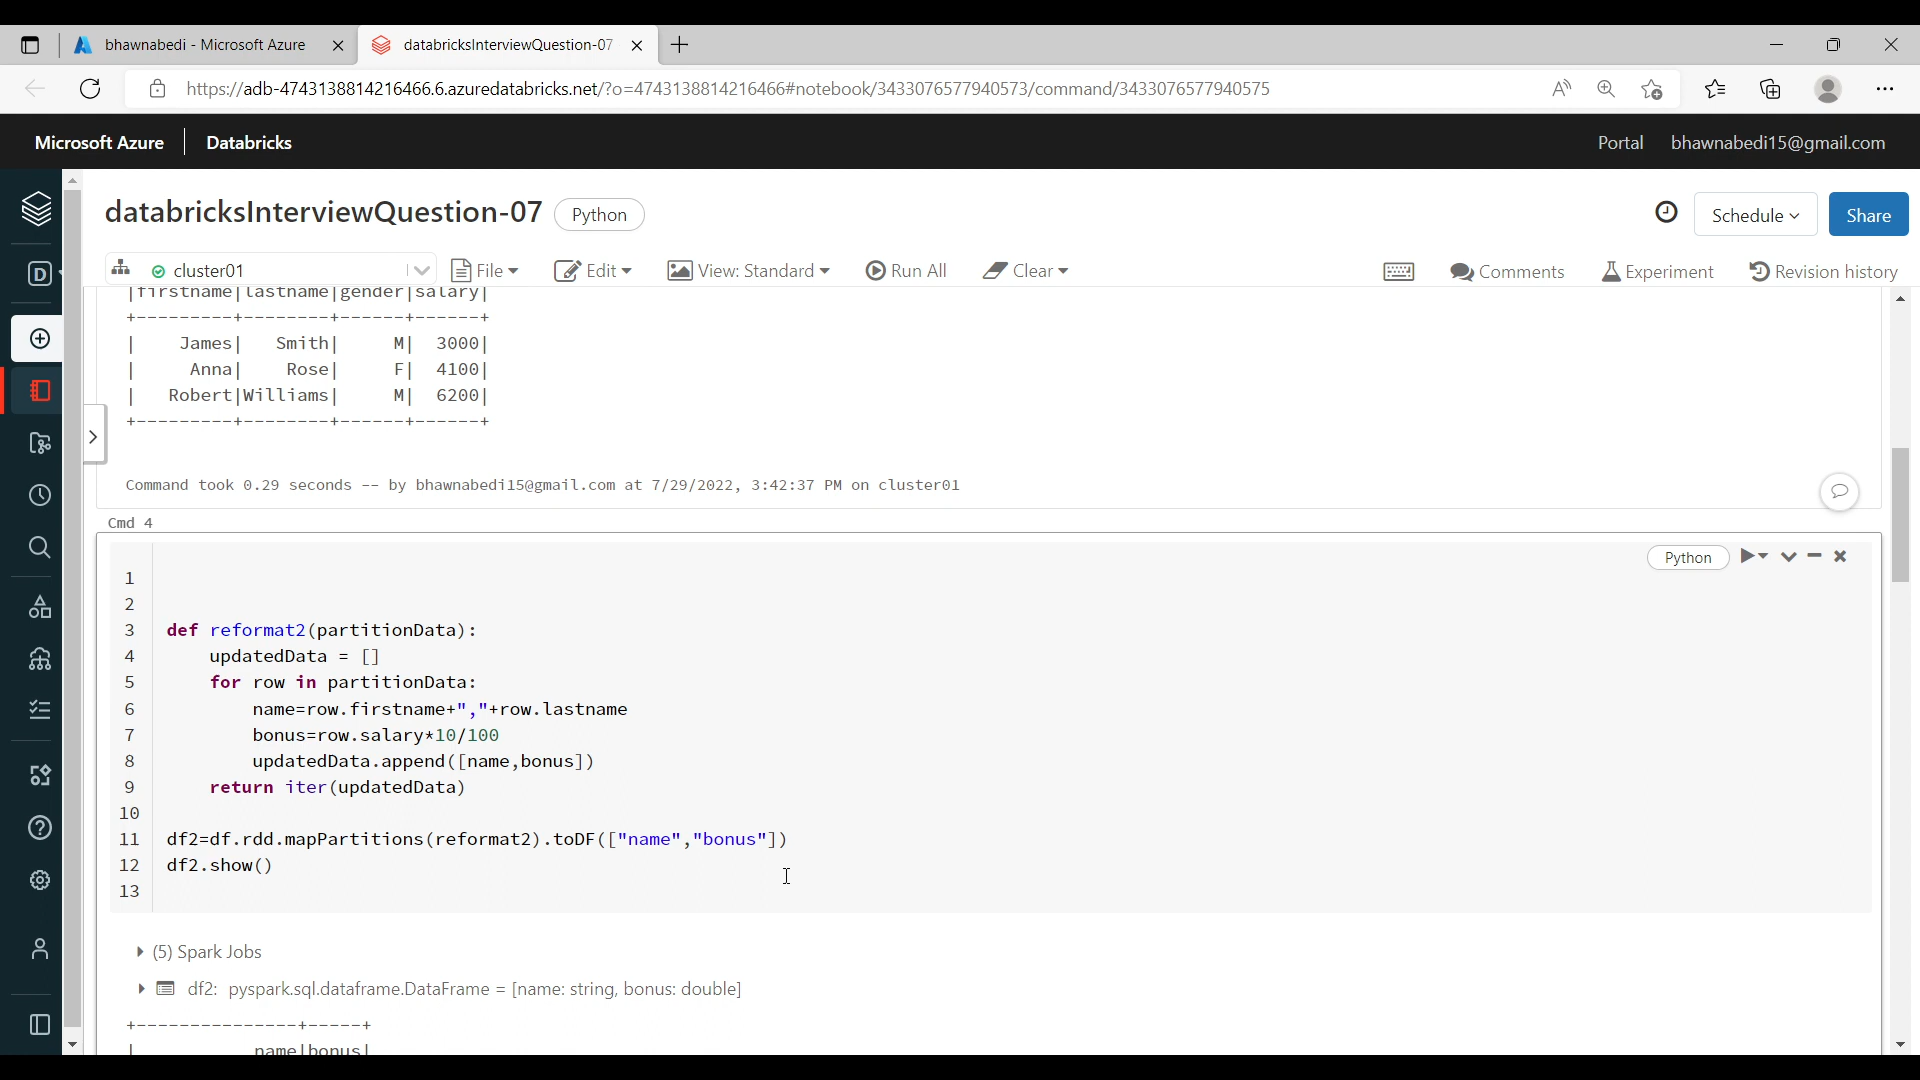 bhawnabedi - Microsoft Azure
databricksInterviewQuestion-07
https://adb-4743138814216466.6.azuredatabricks.net/?o=4743138814216466#notebook/3433076577940573/command/3433076577940575
Microsoft Azure | Databricks
Portal bhawnabedi15@gmail.com
databricksInterviewQuestion-07 Python
Schedule Share
D
cluster01 File Edit View: Standard Run All Clear Comments Experiment Revision history
|firstname|lastname|gender|salary|
+---------+--------+------+------+
|    James|   Smith|     M|  3000|
|     Anna|    Rose|     F|  4100|
|   Robert|Williams|     M|  6200|
+---------+--------+------+------+
Command took 0.29 seconds -- by bhawnabedi15@gmail.com at 7/29/2022, 3:42:37 PM on cluster01
Cmd 4
Python
1
2
3 def reformat2(partitionData):
4     updatedData = []
5     for row in partitionData:
6         name=row.firstname+","+row.lastname
7         bonus=row.salary*10/100
8         updatedData.append([name,bonus])
9     return iter(updatedData)
10
11 df2=df.rdd.mapPartitions(reformat2).toDF(["name","bonus"])
12 df2.show()
13
(5) Spark Jobs
df2: pyspark.sql.dataframe.DataFrame = [name: string, bonus: double]
+---------------+-----+
|           name|bonus|